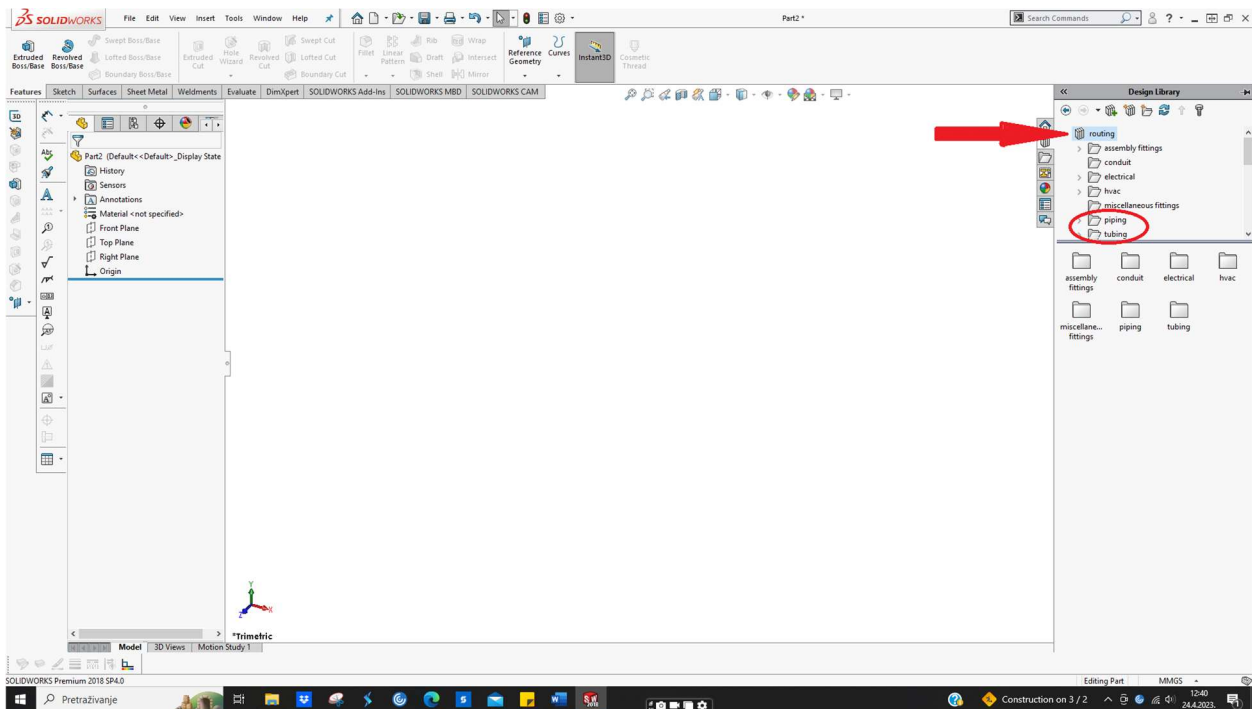 SOLIDWORKS File Edit View Insert Tools Window Help Part2 * Search Commands
Extruded Boss/Base
Revolved Boss/Base
Swept Boss/Base
Lofted Boss/Base
Boundary Boss/Base
Extruded Cut
Hole Wizard
Revolved Cut
Swept Cut
Lofted Cut
Boundary Cut
Fillet
Linear Pattern
Rib
Draft
Shell
Wrap
Intersect
Mirror
Reference Geometry
Curves
Instant3D
Cosmetic Thread
Features Sketch Surfaces Sheet Metal Weldments Evaluate DimXpert SOLIDWORKS Add-Ins SOLIDWORKS MBD SOLIDWORKS CAM
Part2 (Default<<Default>_Display State
History
Sensors
Annotations
Material <not specified>
Front Plane
Top Plane
Right Plane
Origin
Design Library
routing
assembly fittings
conduit
electrical
hvac
miscellaneous fittings
piping
tubing
assembly fittings
conduit
electrical
hvac
miscellane... fittings
piping
tubing
Y
X
Z
*Trimetric
Model 3D Views Motion Study 1
SOLIDWORKS Premium 2018 SP4.0 Editing Part MMGS
Pretraživanje Construction on 3 / 2 12:40
24.4.2023.